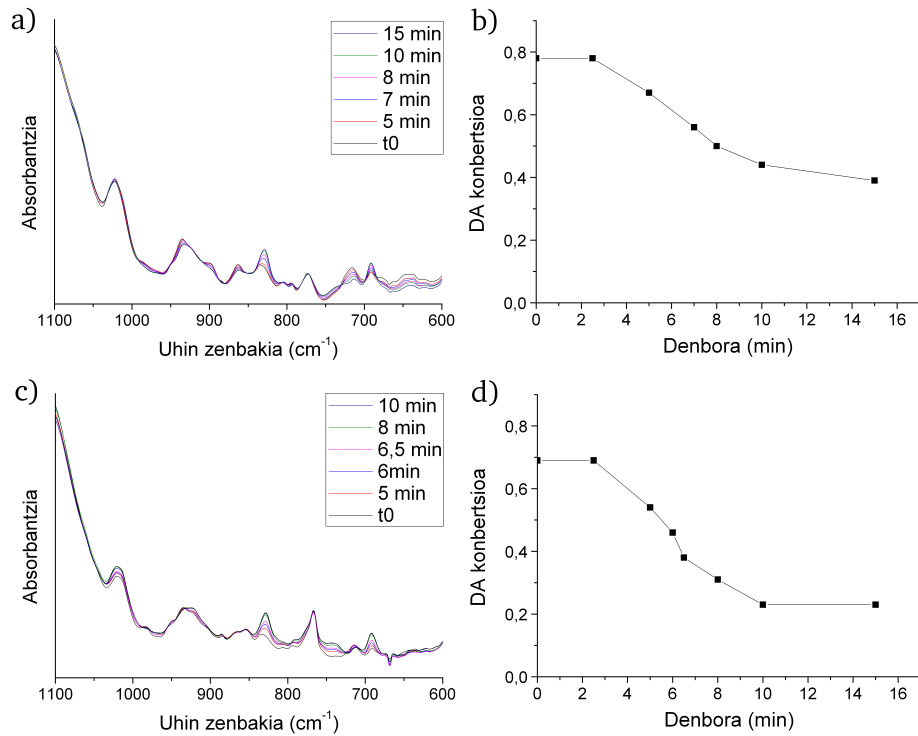 a)
15 min
10 min
8 min
7 min
5 min
t0
Absorbantzia
1100 1000 900 800 700 600
Uhin zenbakia (cm⁻¹)
b)
0,8
0,6
0,4
0,2
0,0
DA konbertsioa
0 2 4 6 8 10 12 14 16
Denbora (min)
c)
10 min
8 min
6,5 min
6min
5 min
t0
Absorbantzia
1100 1000 900 800 700 600
Uhin zenbakia (cm⁻¹)
d)
0,8
0,6
0,4
0,2
0,0
DA konbertsioa
0 2 4 6 8 10 12 14 16
Denbora (min)